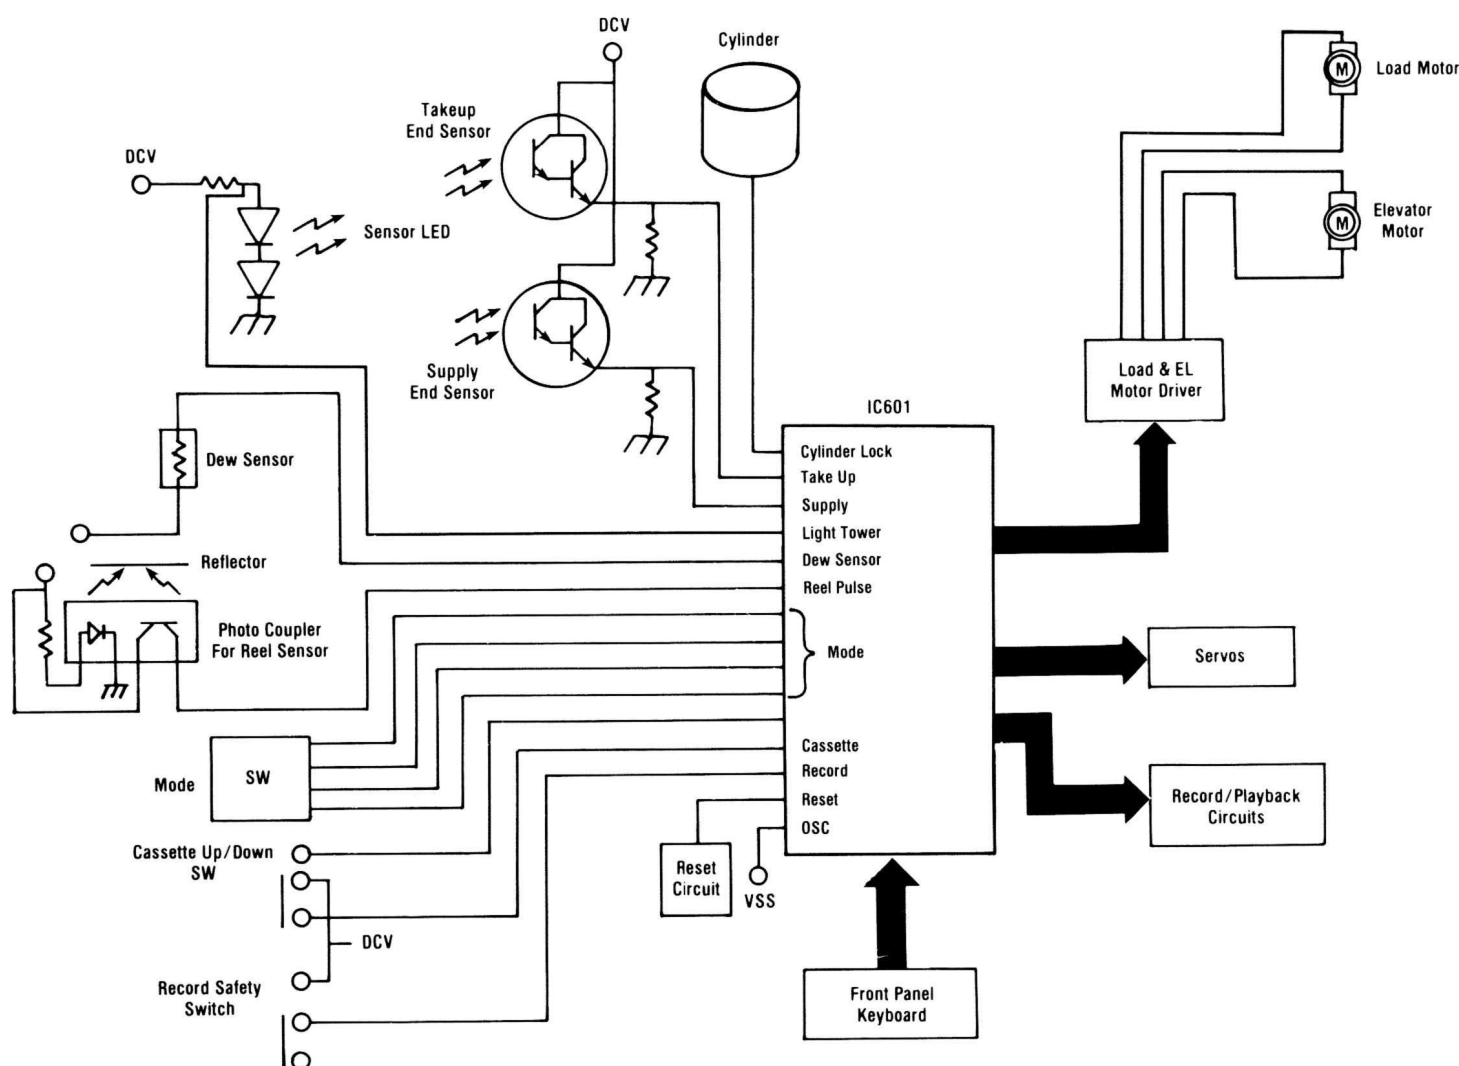 DCV
Cylinder
Load Motor
Takeup
End Sensor
DCV
Sensor LED
Elevator
Motor
Supply
End Sensor
Load & EL
Motor Driver
IC601
Dew Sensor
Cylinder Lock
Take Up
Supply
Light Tower
Dew Sensor
Reel Pulse
Mode
Cassette
Record
Reset
OSC
Reflector
Photo Coupler
For Reel Sensor
Servos
Mode
SW
Record/Playback
Circuits
Cassette Up/Down
SW
Reset
Circuit
VSS
DCV
Record Safety
Switch
Front Panel
Keyboard
M
M